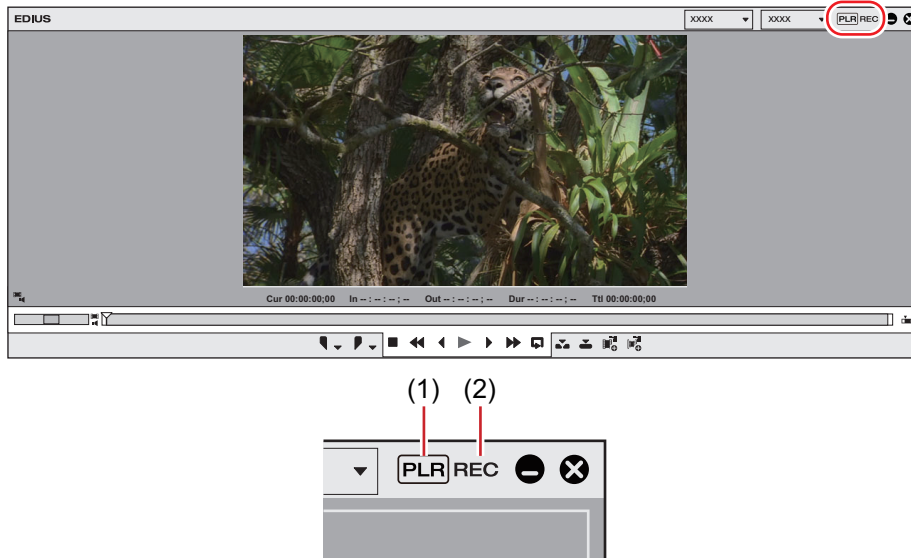 EDIUS xxxx xxxx PLR REC
Cur 00:00:00;00 In -- : -- : -- ; -- Out -- : -- : -- ; -- Dur -- : -- : -- ; -- Ttl 00:00:00;00
(1) (2)
PLR REC